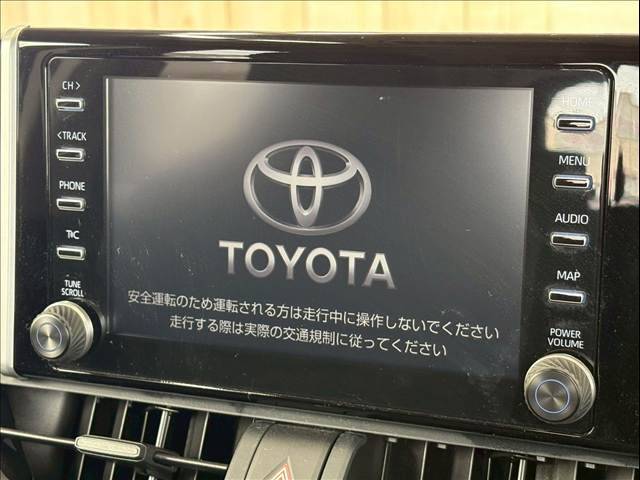 CH >
< TRACK
PHONE
T\C
TUNE
SCROLL
TOYOTA
安全運転のため運転される方は走行中に操作しないでください
走行する際は実際の交通規制に従ってください
HOME
MENU
AUDIO
MAP
POWER
VOLUME